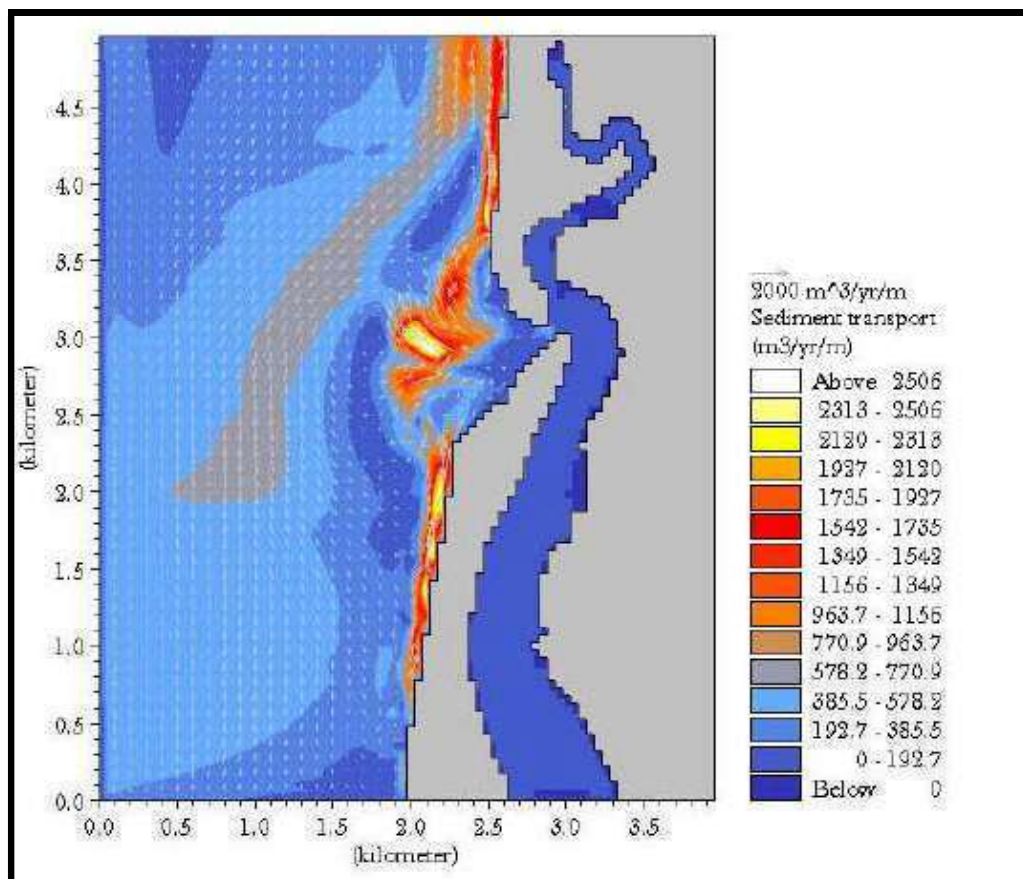 4.5
4.0
3.5
3.0
2.5
2.0
1.5
1.0
0.5
0.0
(kilometer)
0.0 0.5 1.0 1.5 2.0 2.5 3.0 3.5
(kilometer)
2000 m^3/yr/m
Sediment transport
(m3/yr/m)
Above 2506
2313 - 2506
2120 - 2313
1927 - 2120
1735 - 1927
1542 - 1735
1349 - 1542
1156 - 1349
963.7 - 1156
770.9 - 963.7
578.2 - 770.9
385.5 - 578.2
192.7 - 385.5
0 - 192.7
Below 0